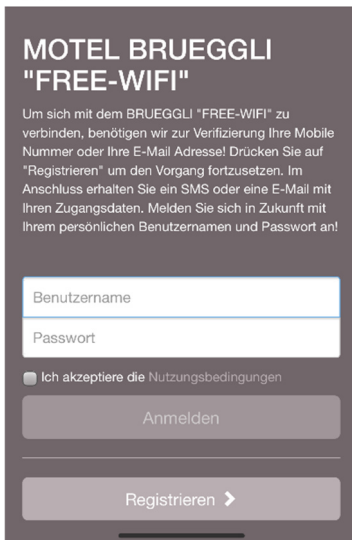 MOTEL BRUEGGLI
"FREE-WIFI"
Um sich mit dem BRUEGGLI "FREE-WIFI" zu
verbinden, benötigen wir zur Verifizierung Ihre Mobile
Nummer oder Ihre E-Mail Adresse! Drücken Sie auf
"Registrieren" um den Vorgang fortzusetzen. Im
Anschluss erhalten Sie ein SMS oder eine E-Mail mit
Ihren Zugangsdaten. Melden Sie sich in Zukunft mit
Ihrem persönlichen Benutzernamen und Passwort an!
Benutzername
Passwort
Ich akzeptiere die Nutzungsbedingungen
Anmelden
Registrieren